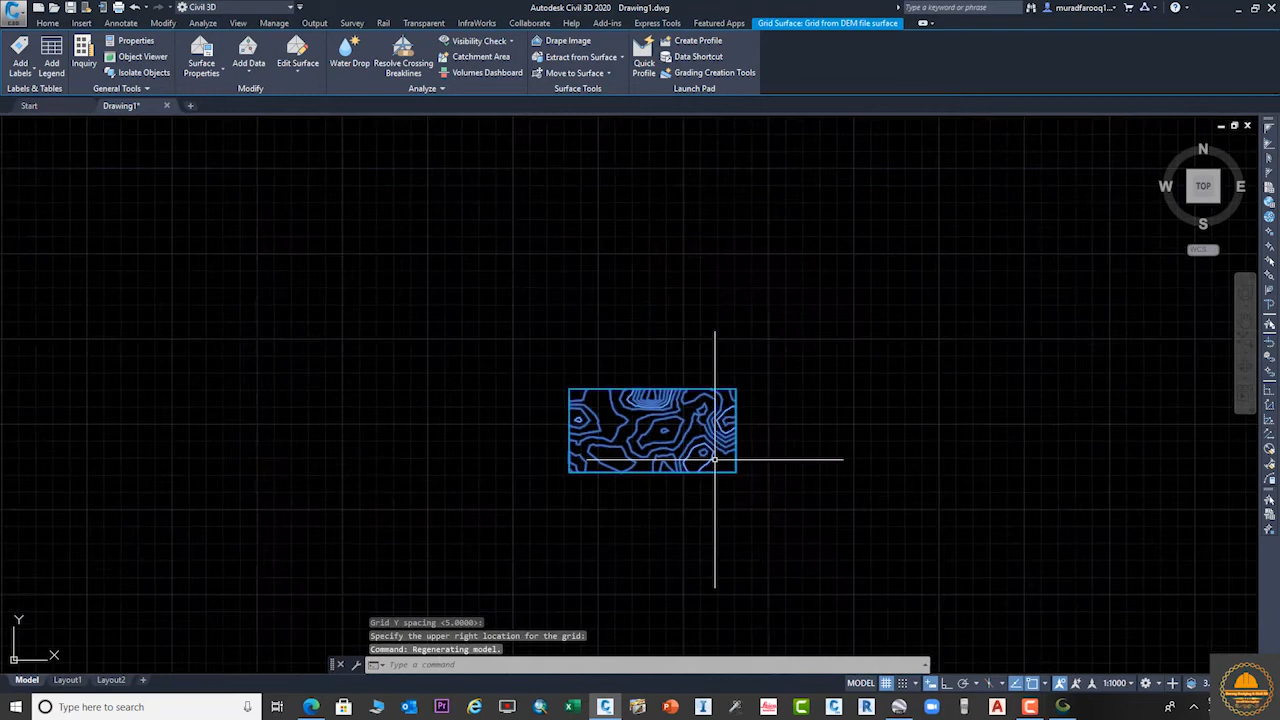 Civil 3D
Autodesk Civil 3D 2020 Drawing1.dwg
Type a keyword or phrase
muradfarooq1...
C3D
Home Insert Annotate Modify Analyze View Manage Output Survey Rail Transparent InfraWorks Collaborate Help Add-ins Express Tools Featured Apps Grid Surface: Grid from DEM file surface
Add Labels
Add Legend
Inquiry
Properties
Object Viewer
Isolate Objects
Surface Properties
Add Data
Edit Surface
Water Drop
Resolve Crossing Breaklines
Visibility Check
Catchment Area
Volumes Dashboard
Drape Image
Extract from Surface
Move to Surface
Quick Profile
Create Profile
Data Shortcut
Grading Creation Tools
Labels & Tables General Tools Modify Analyze Surface Tools Launch Pad
Start Drawing1*
N
W TOP E
S
WCS
Grid Y spacing <5.0000>:
Specify the upper right location for the grid:
Command: Regenerating model.
Type a command
Y
X
Model Layout1 Layout2
MODEL 1:1000 3.
Type here to search